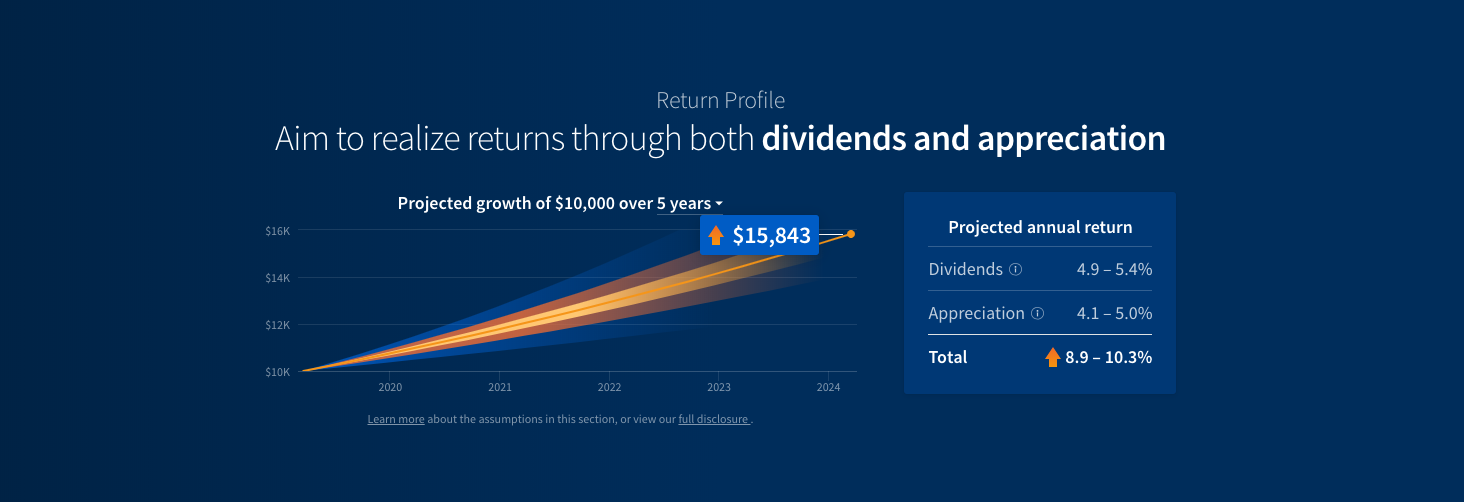 Return Profile
Aim to realize returns through both dividends and appreciation
Projected growth of $10,000 over 5 years
$15,843
$16K
$14K
$12K
$10K
2020 2021 2022 2023 2024
Learn more about the assumptions in this section, or view our full disclosure .
Projected annual return
Dividends 4.9 – 5.4%
Appreciation 4.1 – 5.0%
Total 8.9 – 10.3%